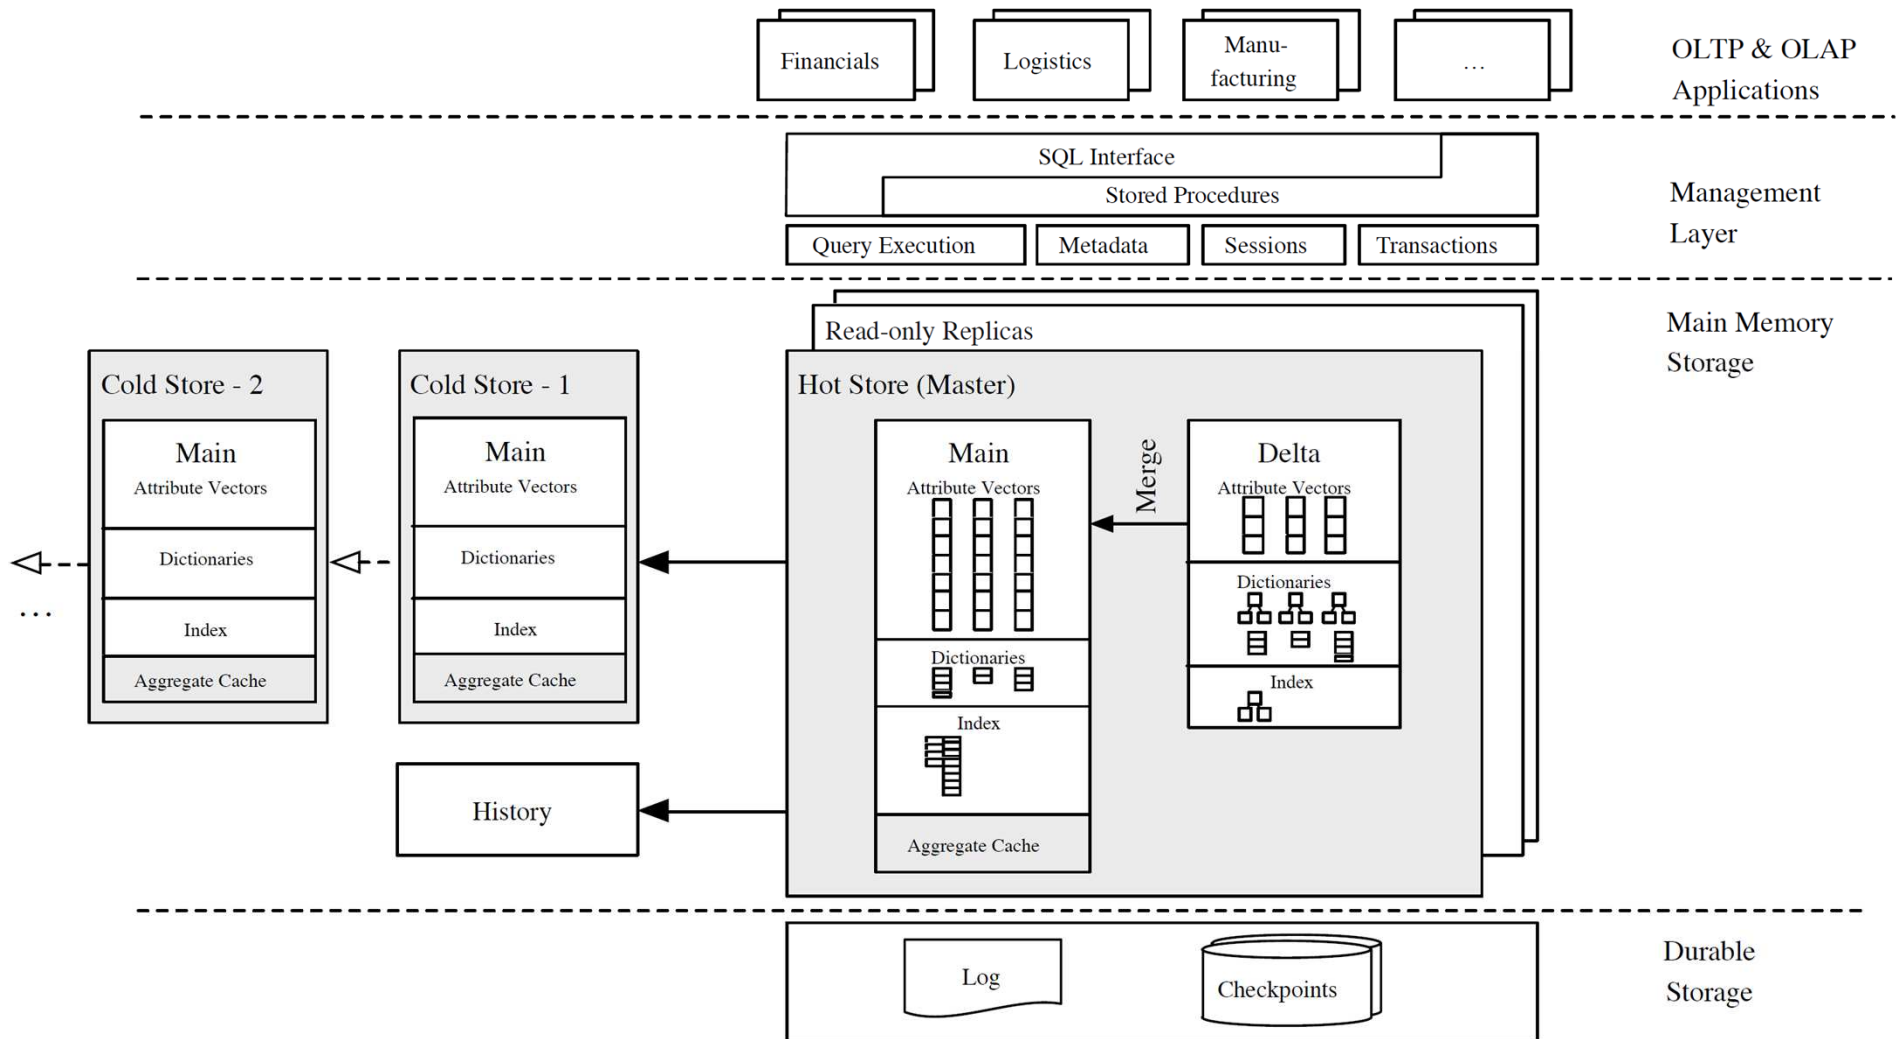 Financials
Logistics
Manu-
facturing
...
OLTP & OLAP
Applications
SQL Interface
Stored Procedures
Query Execution
Metadata
Sessions
Transactions
Management
Layer
Main Memory
Storage
Read-only Replicas
Cold Store - 2
Main
Attribute Vectors
Dictionaries
Index
Aggregate Cache
...
Cold Store - 1
Main
Attribute Vectors
Dictionaries
Index
Aggregate Cache
History
Hot Store (Master)
Main
Attribute Vectors
Dictionaries
Index
Aggregate Cache
Merge
Delta
Attribute Vectors
Dictionaries
Index
Log
Checkpoints
Durable
Storage